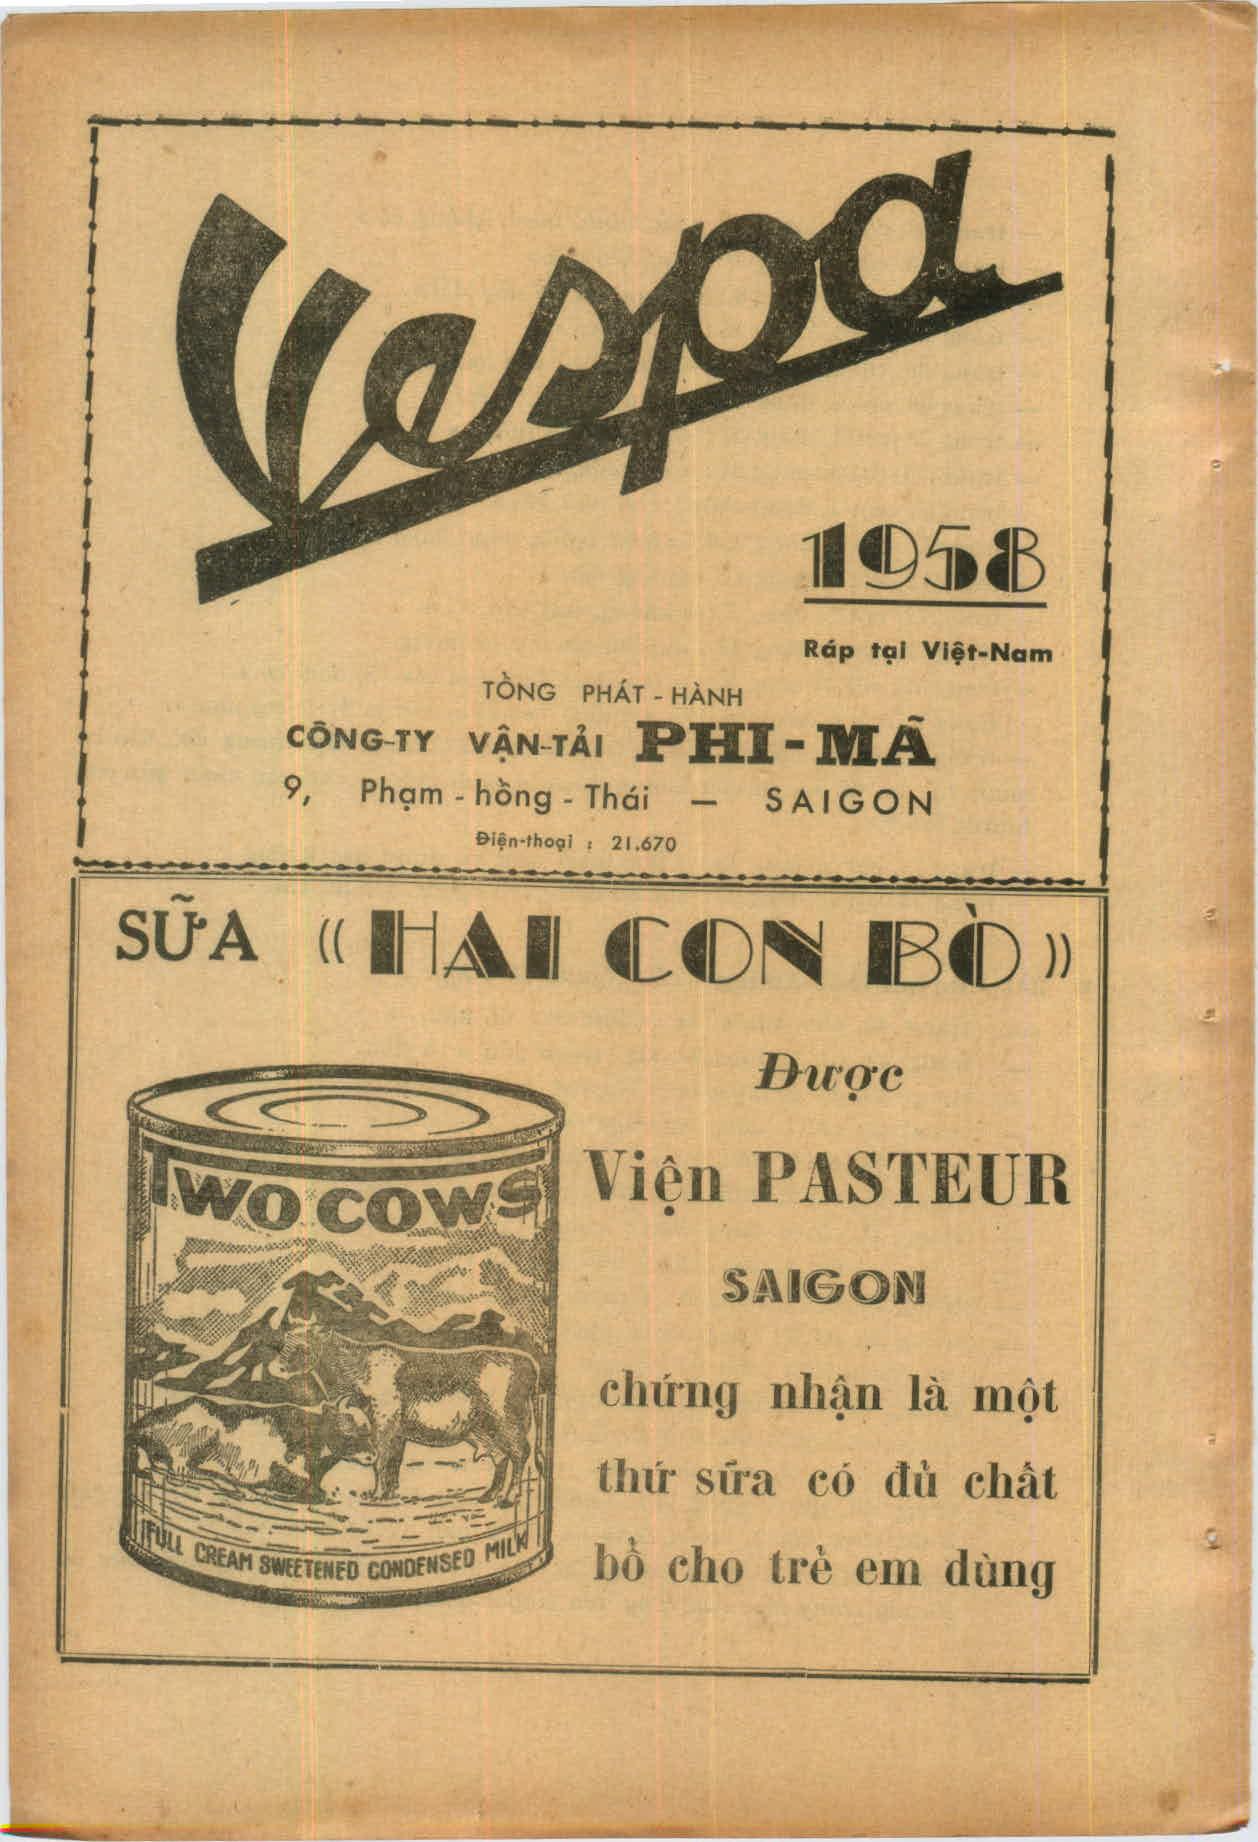 Vespa
1958
Ráp tại Việt-Nam
TỔNG PHÁT-HÀNH
CÔNG-TY VẬN-TẢI PHI-MÃ
9, Phạm-hồng-Thái — SAIGON
Điện-thoại : 21.670
SỮA « HAI CON BÒ »
Được
Viện PASTEUR
SAIGON
chứng nhận là một
thứ sữa có đủ chất
bổ cho trẻ em dùng
TWO COWS
FULL CREAM SWEETENED CONDENSED MILK